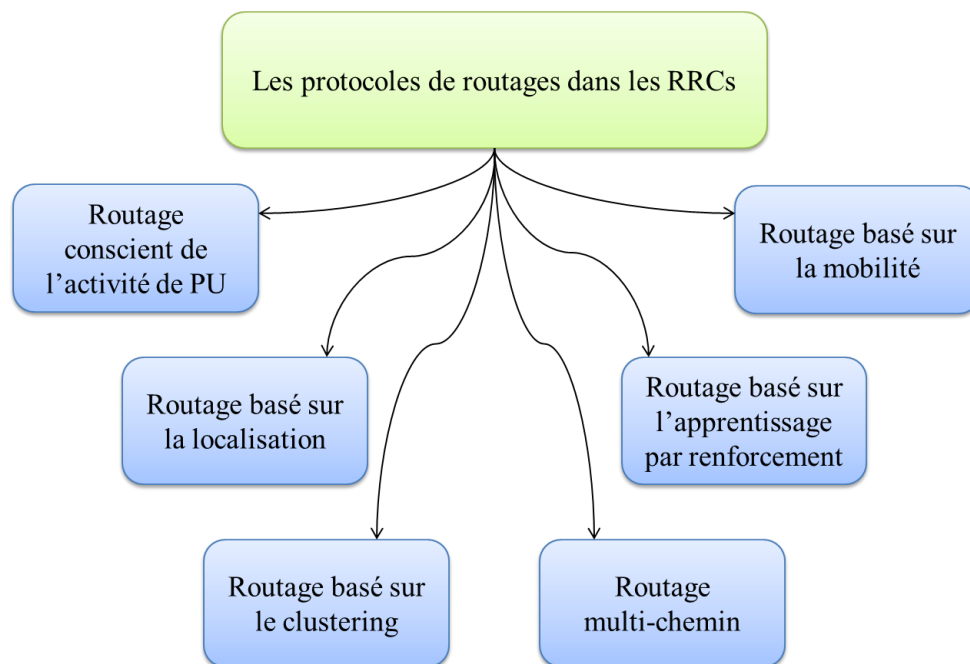 Les protocoles de routages dans les RRCs
Routage
conscient de
l’activité de PU
Routage basé sur
la mobilité
Routage basé sur
la localisation
Routage basé sur
l’apprentissage
par renforcement
Routage basé sur
le clustering
Routage
multi-chemin